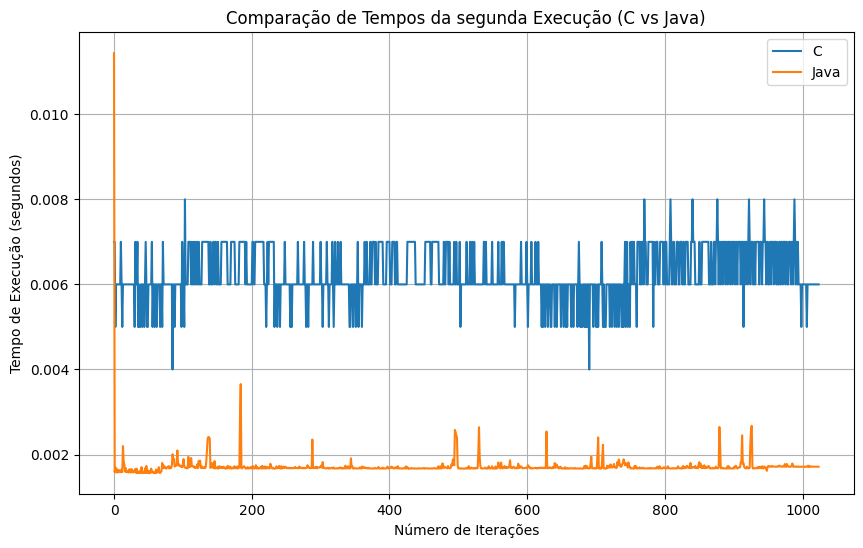 Comparação de Tempos da segunda Execução (C vs Java)
C
Java
Tempo de Execução (segundos)
0.010
0.008
0.006
0.004
0.002
0
200
400
600
800
1000
Número de Iterações